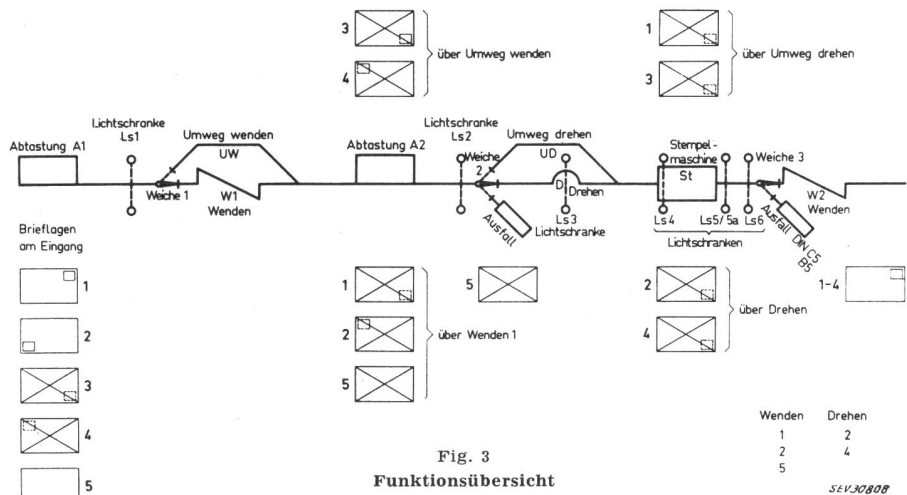 3
4
über Umweg wenden
1
3
über Umweg drehen
Abtastung A1
Lichtschranke
Ls1
Umweg wenden
UW
Weiche 1
W1
Wenden
Abtastung A2
Lichtschranke
Ls2
Weiche
2
Umweg drehen
UD
D
Drehen
Ausfall
Ls3
Lichtschranke
Stempel-
maschine
St
Ls4
Ls5/5a
Ls6
Lichtschranken
Weiche 3
W2
Wenden
Ausfall DIN C5
B5
Brieflagen
am Eingang
1
2
3
4
5
1
2
5
über Wenden 1
5
2
4
über Drehen
1-4
Wenden Drehen
1 2
2 4
5
Fig. 3
Funktionsübersicht
SEV30808